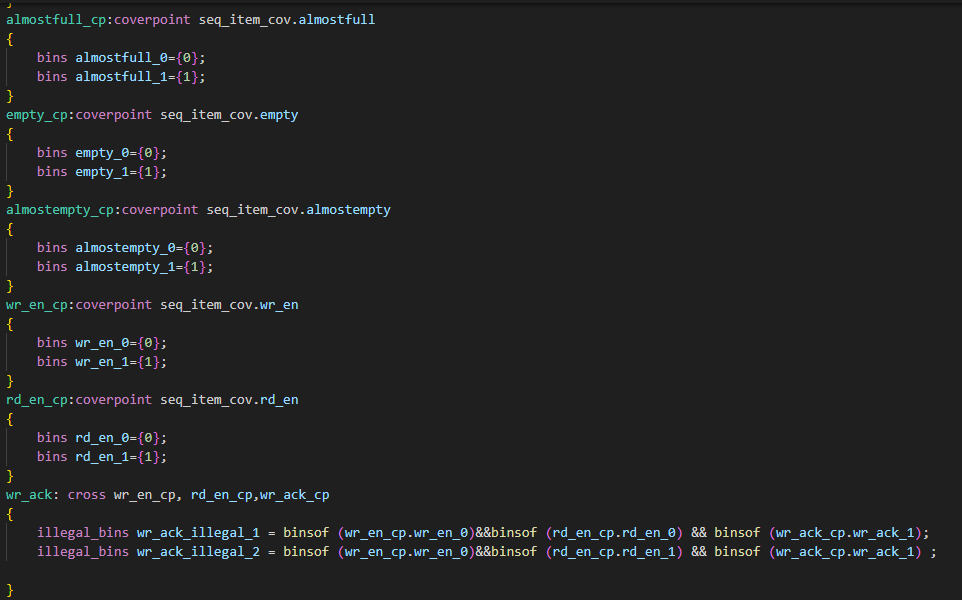 almostfull_cp:coverpoint seq_item_cov.almostfull
{
    bins almostfull_0={0};
    bins almostfull_1={1};
}
empty_cp:coverpoint seq_item_cov.empty
{
    bins empty_0={0};
    bins empty_1={1};
}
almostempty_cp:coverpoint seq_item_cov.almostempty
{
    bins almostempty_0={0};
    bins almostempty_1={1};
}
wr_en_cp:coverpoint seq_item_cov.wr_en
{
    bins wr_en_0={0};
    bins wr_en_1={1};
}
rd_en_cp:coverpoint seq_item_cov.rd_en
{
    bins rd_en_0={0};
    bins rd_en_1={1};
}
wr_ack: cross wr_en_cp, rd_en_cp,wr_ack_cp
{
    illegal_bins wr_ack_illegal_1 = binsof (wr_en_cp.wr_en_0)&&binsof (rd_en_cp.rd_en_0) && binsof (wr_ack_cp.wr_ack_1);
    illegal_bins wr_ack_illegal_2 = binsof (wr_en_cp.wr_en_0)&&binsof (rd_en_cp.rd_en_1) && binsof (wr_ack_cp.wr_ack_1) ;
}